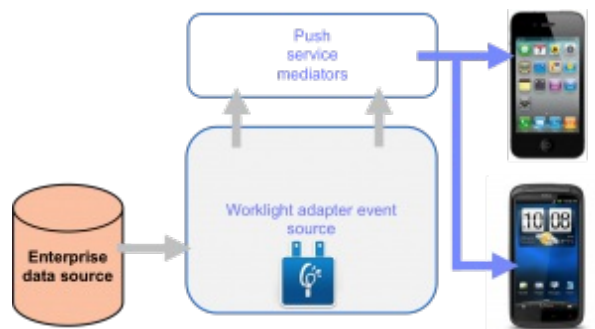 Push
service
mediators
Worklight adapter event
source
Enterprise
data source
10 08